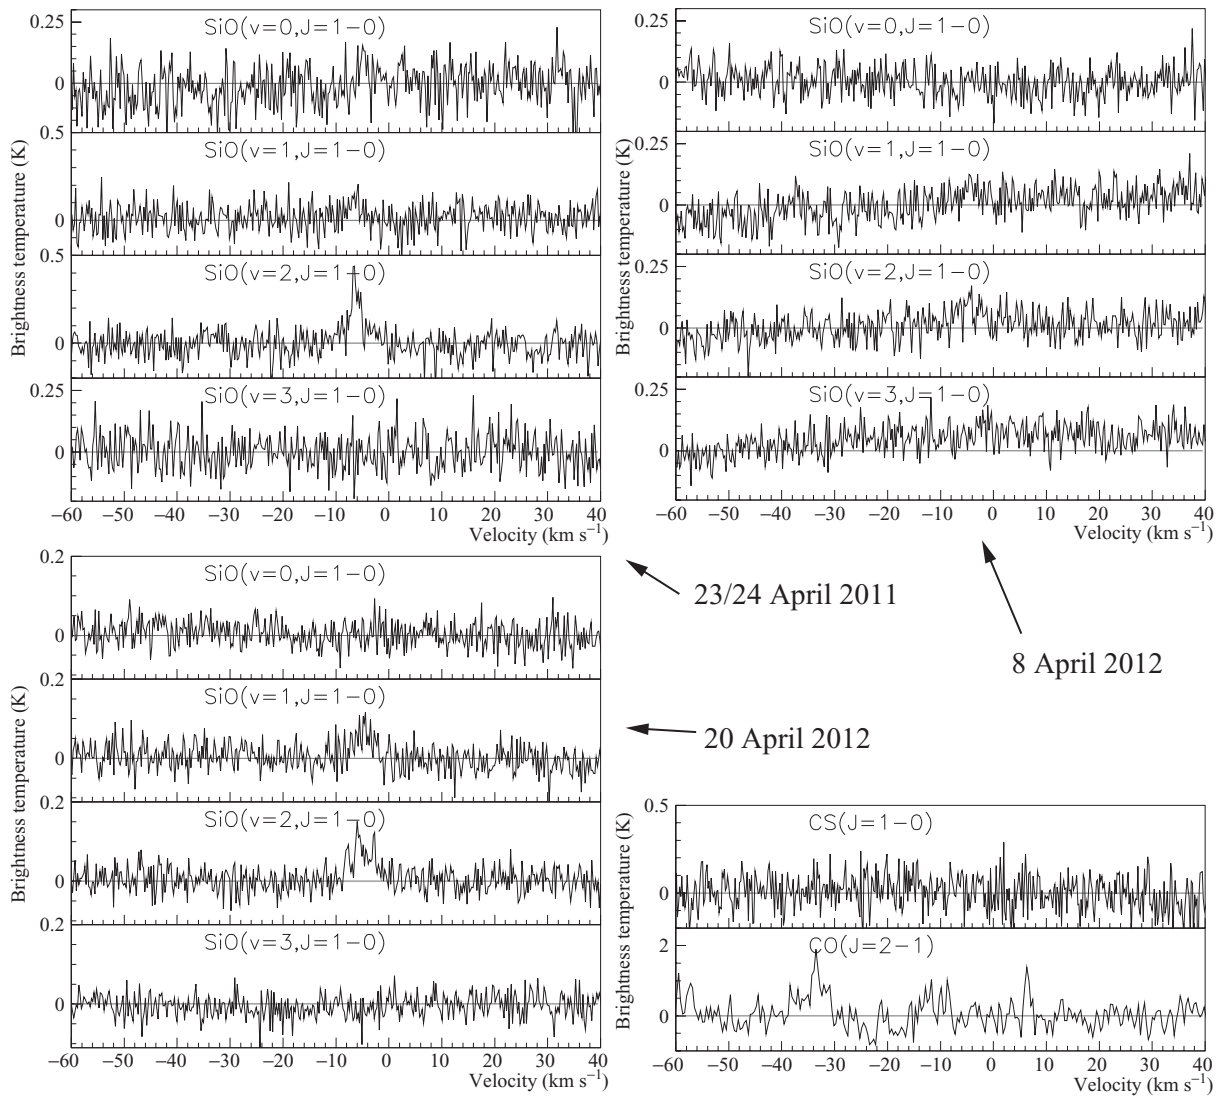 0.25
0
SiO(v=0,J=1−0)
0.5
0
SiO(v=1,J=1−0)
0.5
0
SiO(v=2,J=1−0)
0.25
0
SiO(v=3,J=1−0)
Brightness temperature (K)
−60 −50 −40 −30 −20 −10 0 10 20 30 40
Velocity (km s⁻¹)
0.25
0
SiO(v=0,J=1−0)
0.25
0
SiO(v=1,J=1−0)
0.25
0
SiO(v=2,J=1−0)
0.25
0
SiO(v=3,J=1−0)
Brightness temperature (K)
−60 −50 −40 −30 −20 −10 0 10 20 30 40
Velocity (km s⁻¹)
23/24 April 2011
8 April 2012
20 April 2012
0.2
0
SiO(v=0,J=1−0)
0.2
0
SiO(v=1,J=1−0)
0.2
0
SiO(v=2,J=1−0)
0.2
0
SiO(v=3,J=1−0)
Brightness temperature (K)
−60 −50 −40 −30 −20 −10 0 10 20 30 40
Velocity (km s⁻¹)
0.5
0
CS(J=1−0)
2
0
CO(J=2−1)
Brightness temperature (K)
−60 −50 −40 −30 −20 −10 0 10 20 30 40
Velocity (km s⁻¹)